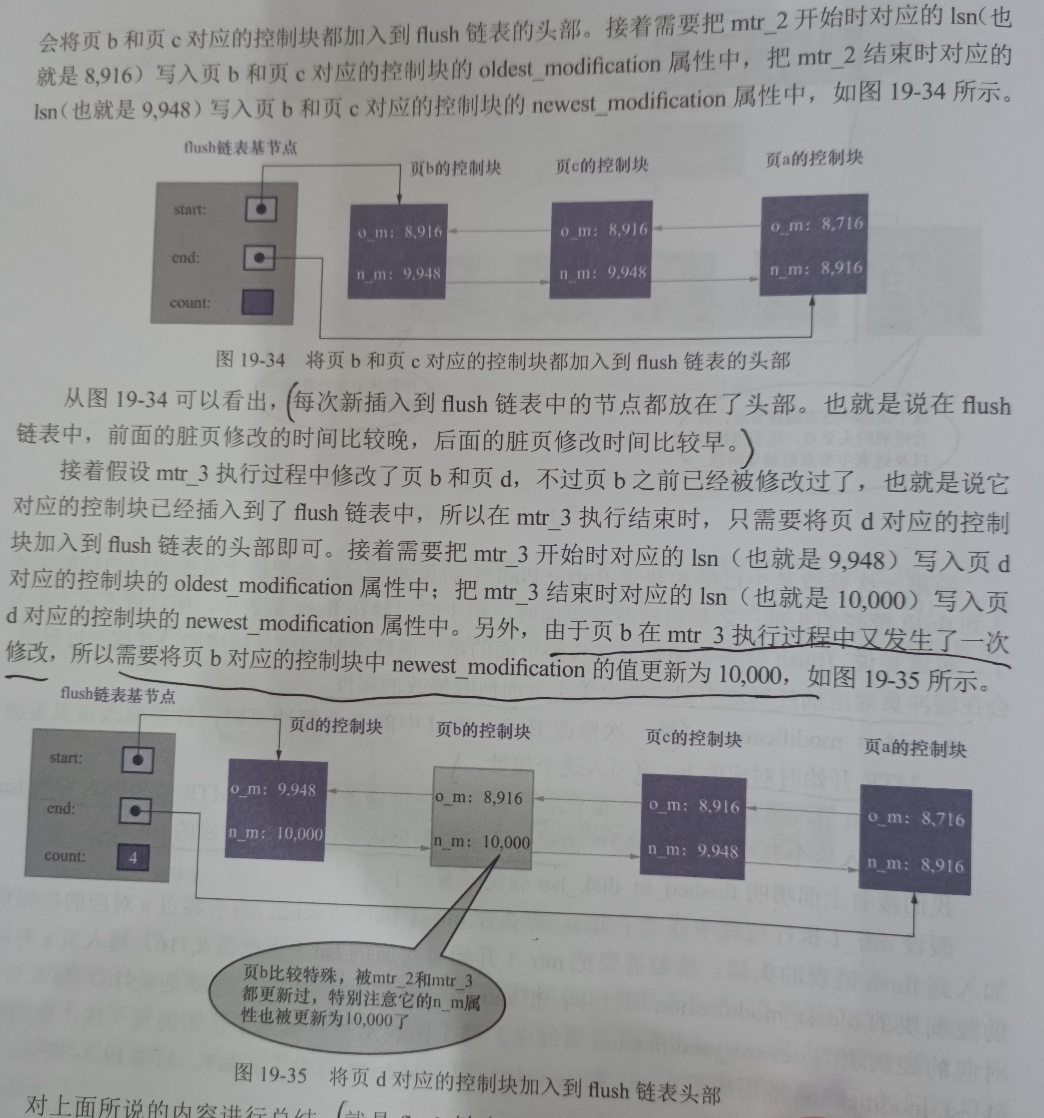 会将页 b 和页 c 对应的控制块都加入到 flush 链表的头部。接着需要把 mtr_2 开始时对应的 lsn（也
就是 8,916）写入页 b 和页 c 对应的控制块的 oldest_modification 属性中，把 mtr_2 结束时对应的
lsn（也就是 9,948）写入页 b 和页 c 对应的控制块的 newest_modification 属性中，如图 19-34 所示。
flush链表基节点
页b的控制块
页c的控制块
页a的控制块
start:
end:
count:
o_m：8,916
n_m：9,948
o_m：8,916
n_m：9,948
o_m：8,716
n_m：8,916
图 19-34 将页 b 和页 c 对应的控制块都加入到 flush 链表的头部
从图 19-34 可以看出，每次新插入到 flush 链表中的节点都放在了头部。也就是说在 flush
链表中，前面的脏页修改的时间比较晚，后面的脏页修改时间比较早。
接着假设 mtr_3 执行过程中修改了页 b 和页 d，不过页 b 之前已经被修改过了，也就是说它
对应的控制块已经插入到了 flush 链表中，所以在 mtr_3 执行结束时，只需要将页 d 对应的控制
块加入到 flush 链表的头部即可。接着需要把 mtr_3 开始时对应的 lsn（也就是 9,948）写入页 d
对应的控制块的 oldest_modification 属性中；把 mtr_3 结束时对应的 lsn（也就是 10,000）写入页
d 对应的控制块的 newest_modification 属性中。另外，由于页 b 在 mtr_3 执行过程中又发生了一次
修改，所以需要将页 b 对应的控制块中 newest_modification 的值更新为 10,000，如图 19-35 所示。
flush链表基节点
页d的控制块
页b的控制块
页c的控制块
页a的控制块
start:
end:
count:
4
o_m：9,948
n_m：10,000
o_m：8,916
n_m：10,000
o_m：8,916
n_m：9,948
o_m：8,716
n_m：8,916
页b比较特殊，被mtr_2和mtr_3
都更新过，特别注意它的n_m属
性也被更新为10,000了
图 19-35 将页 d 对应的控制块加入到 flush 链表头部
对上面所说的内容进行总结